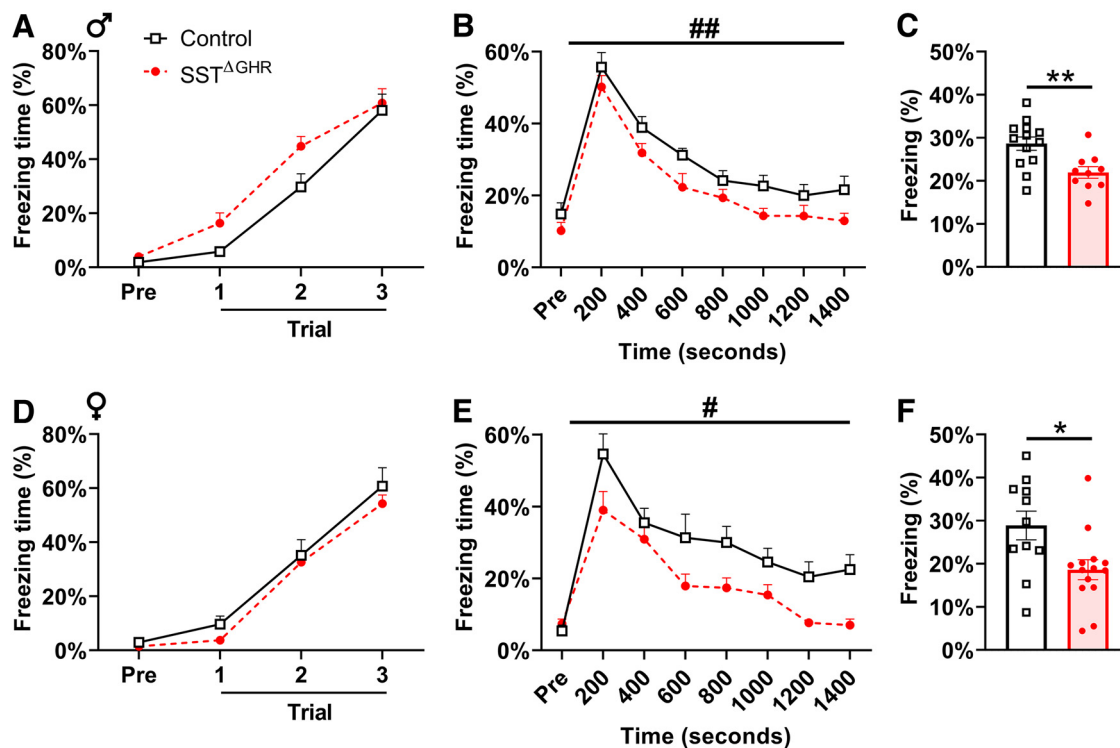 A ♂
Control
SST^ΔGHR
Freezing time (%)
80%
60%
40%
20%
0%
Pre 1 2 3
Trial
B
##
Freezing time (%)
60%
40%
20%
0%
Pre 200 400 600 800 1000 1200 1400
Time (seconds)
C
**
Freezing (%)
50%
40%
30%
20%
10%
0%
D ♀
Freezing time (%)
80%
60%
40%
20%
0%
Pre 1 2 3
Trial
E
#
Freezing time (%)
60%
40%
20%
0%
Pre 200 400 600 800 1000 1200 1400
Time (seconds)
F
*
Freezing (%)
50%
40%
30%
20%
10%
0%